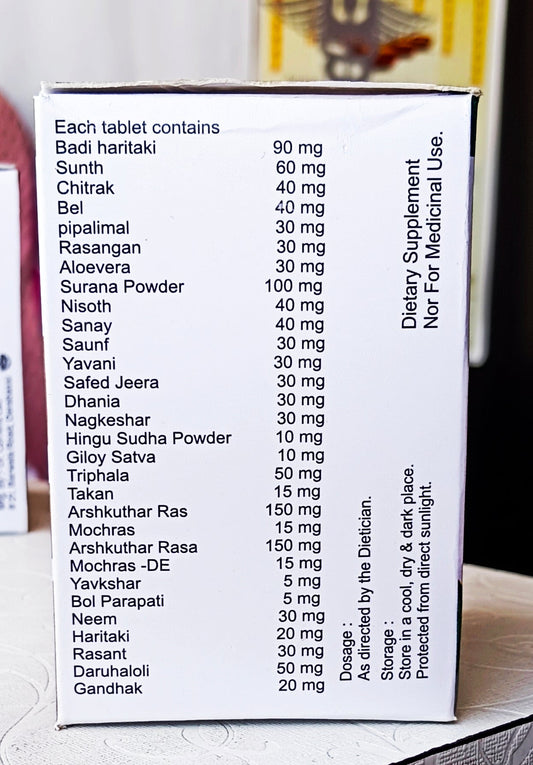 Each tablet contains
Badi haritaki 90 mg
Sunth 60 mg
Chitrak 40 mg
Bel 40 mg
pipalimal 30 mg
Rasangan 30 mg
Aloevera 30 mg
Surana Powder 100 mg
Nisoth 40 mg
Sanay 40 mg
Saunf 30 mg
Yavani 30 mg
Safed Jeera 30 mg
Dhania 30 mg
Nagkeshar 30 mg
Hingu Sudha Powder 10 mg
Giloy Satva 10 mg
Triphala 50 mg
Takan 15 mg
Arshkuthar Ras 150 mg
Mochras 15 mg
Arshkuthar Rasa 150 mg
Mochras -DE 15 mg
Yavkshar 5 mg
Bol Parapati 5 mg
Neem 30 mg
Haritaki 20 mg
Rasant 30 mg
Daruhaloli 50 mg
Gandhak 20 mg
Dietary Supplement
Nor For Medicinal Use.
Dosage :
As directed by the Dietician.
Storage :
Store in a cool, dry & dark place.
Protected from direct sunlight.